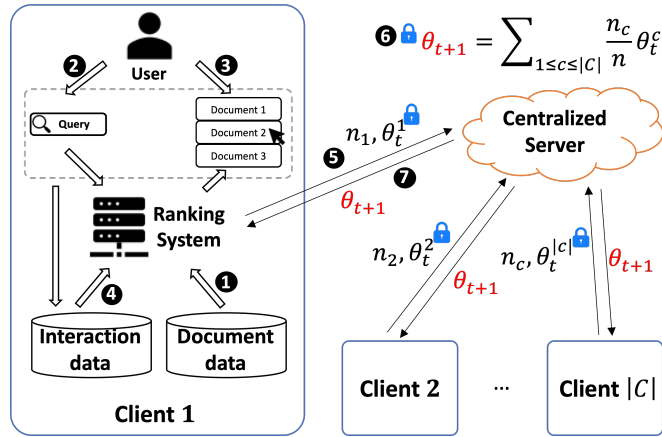 ❻ θ_{t+1} = ∑_{1≤c≤|C|} \frac{n_c}{n} θ_t^c
User
❷ ❸
Query
Document 1
Document 2
Document 3
Ranking
System
❹ ❶
Interaction
data
Document
data
Client 1
n_1, θ_t^1
❺ ❼
θ_{t+1}
Centralized
Server
n_2, θ_t^2
θ_{t+1}
n_c, θ_t^{|c|}
θ_{t+1}
Client 2
...
Client |C|